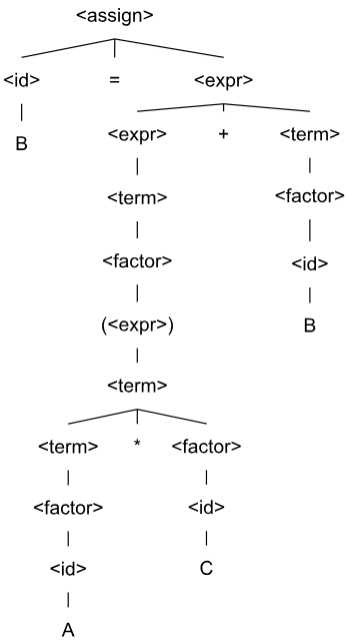 <assign>
<id> = <expr>
B <expr> + <term>
<term> <factor>
<factor> <id>
(<expr>) B
<term>
<term> * <factor>
<factor> <id>
<id> C
A